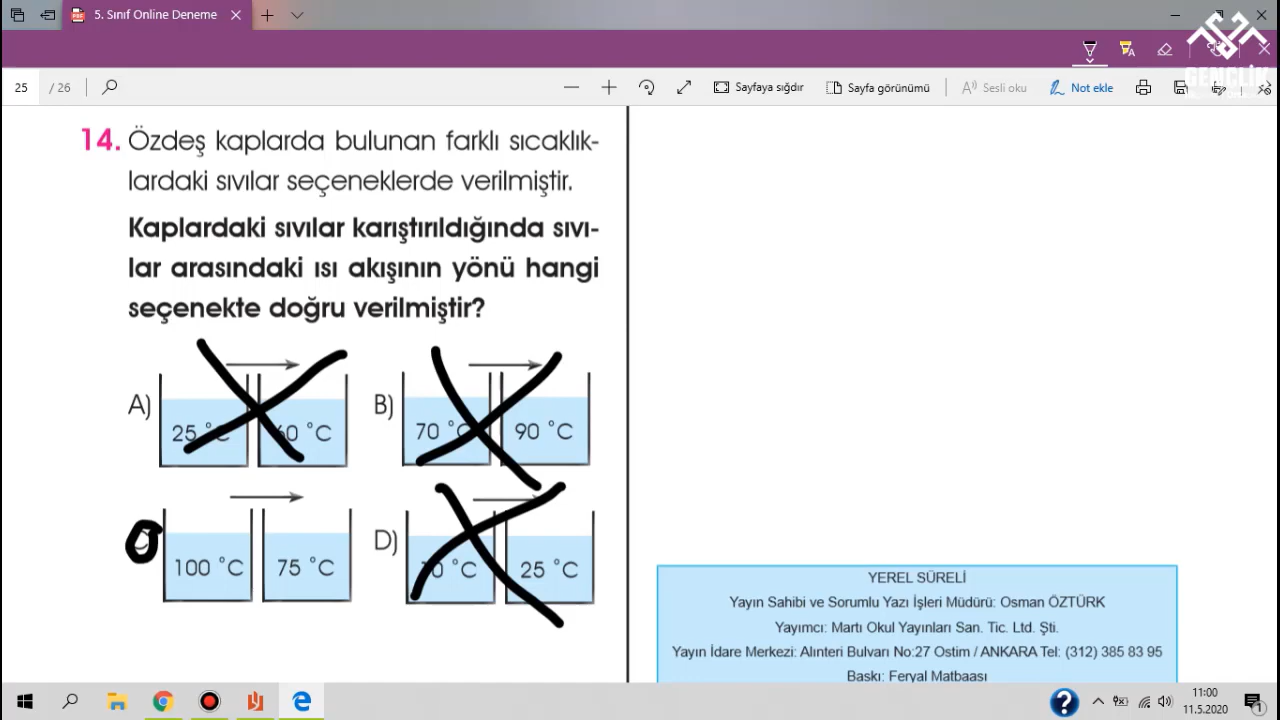 5. Sınıf Online Deneme
GENÇLİK
25 / 26
Sayfaya sığdır
Sayfa görünümü
Sesli oku
Not ekle
14. Özdeş kaplarda bulunan farklı sıcaklık-
lardaki sıvılar seçeneklerde verilmiştir.
Kaplardaki sıvılar karıştırıldığında sıvı-
lar arasındaki ısı akışının yönü hangi
seçenekte doğru verilmiştir?
A) 25 °C
°C
B) 70 °C 90 °C
100 °C 75 °C
D)
°C 25 °C
YEREL SÜRELİ
Yayın Sahibi ve Sorumlu Yazı İşleri Müdürü: Osman ÖZTÜRK
Yayımcı: Martı Okul Yayınları San. Tic. Ltd. Şti.
Yayın İdare Merkezi: Alınteri Bulvarı No:27 Ostim / ANKARA Tel: (312) 385 83 95
Baskı: Feryal Matbaası
11:00
11.5.2020